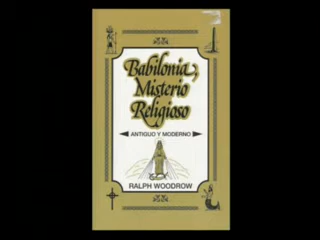 Babilonia,
Misterio
Religioso
ANTIGUO Y MODERNO
RALPH WOODROW